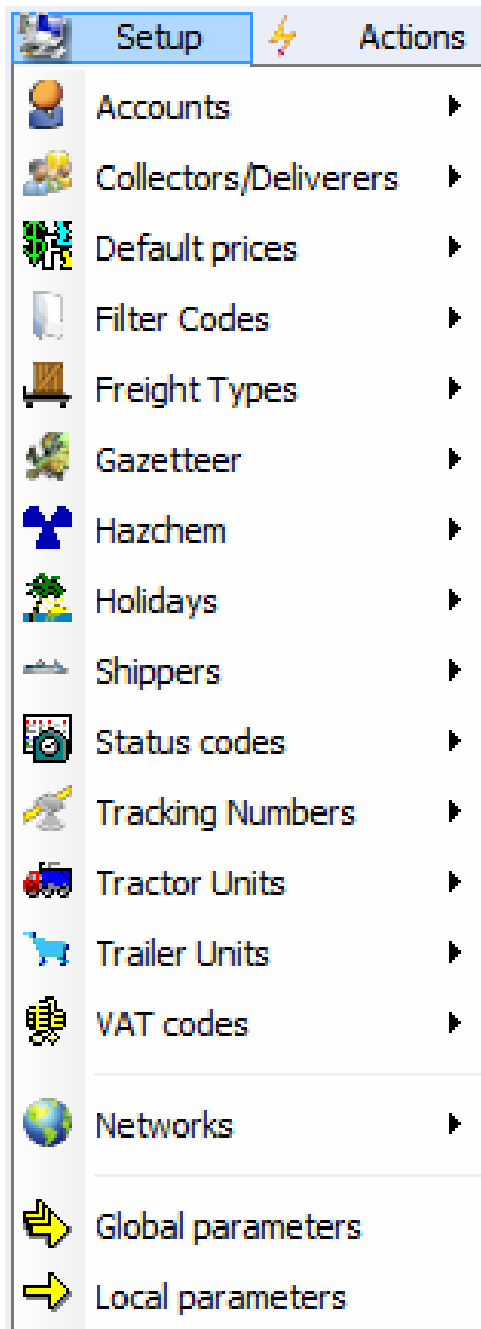 Setup Actions
Accounts
Collectors/Deliverers
Default prices
Filter Codes
Freight Types
Gazetteer
Hazchem
Holidays
Shippers
Status codes
Tracking Numbers
Tractor Units
Trailer Units
VAT codes
Networks
Global parameters
Local parameters